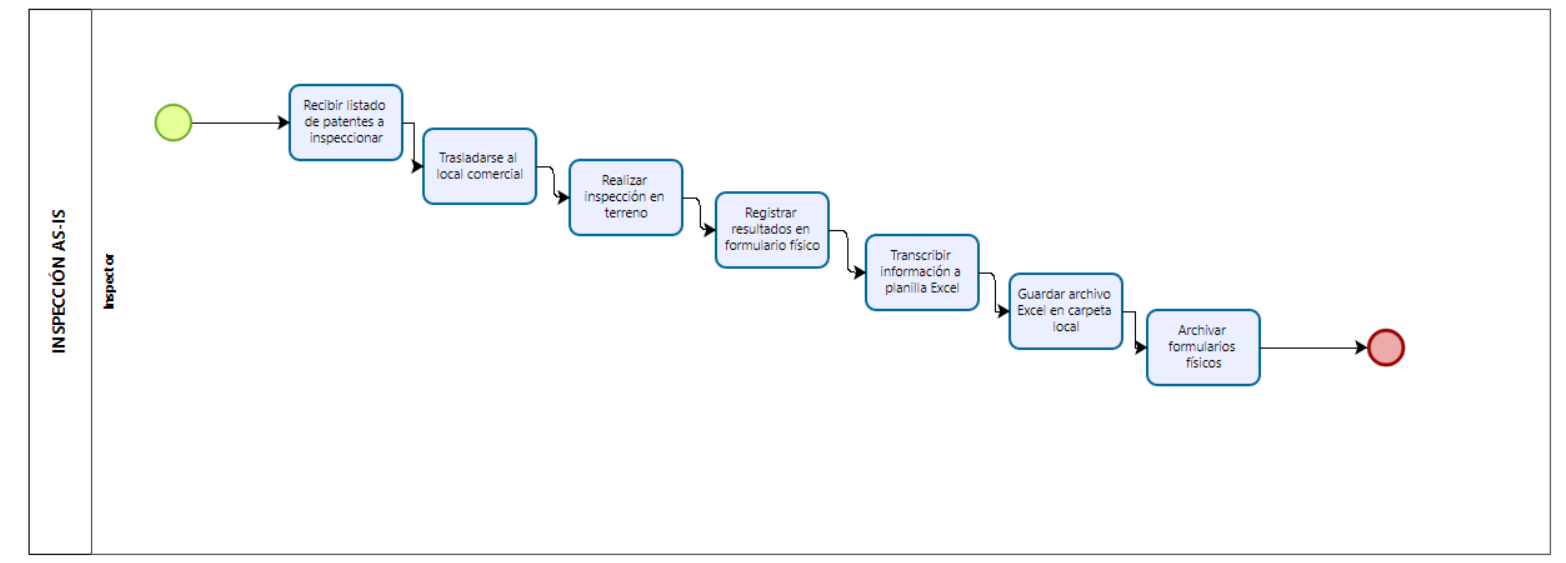 INSPECCIÓN AS-IS
Inspector
Recibir listado
de patentes a
inspeccionar
Trasladarse al
local comercial
Realizar
inspección en
terreno
Registrar
resultados en
formulario físico
Transcribir
información a
planilla Excel
Guardar archivo
Excel en carpeta
local
Archivar
formularios
físicos